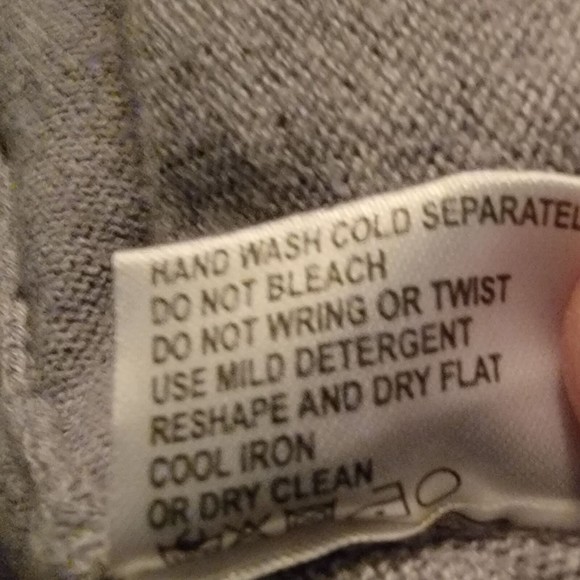 HAND WASH COLD SEPARATEL
DO NOT BLEACH
DO NOT WRING OR TWIST
USE MILD DETERGENT
RESHAPE AND DRY FLAT
COOL IRON
OR DRY CLEAN